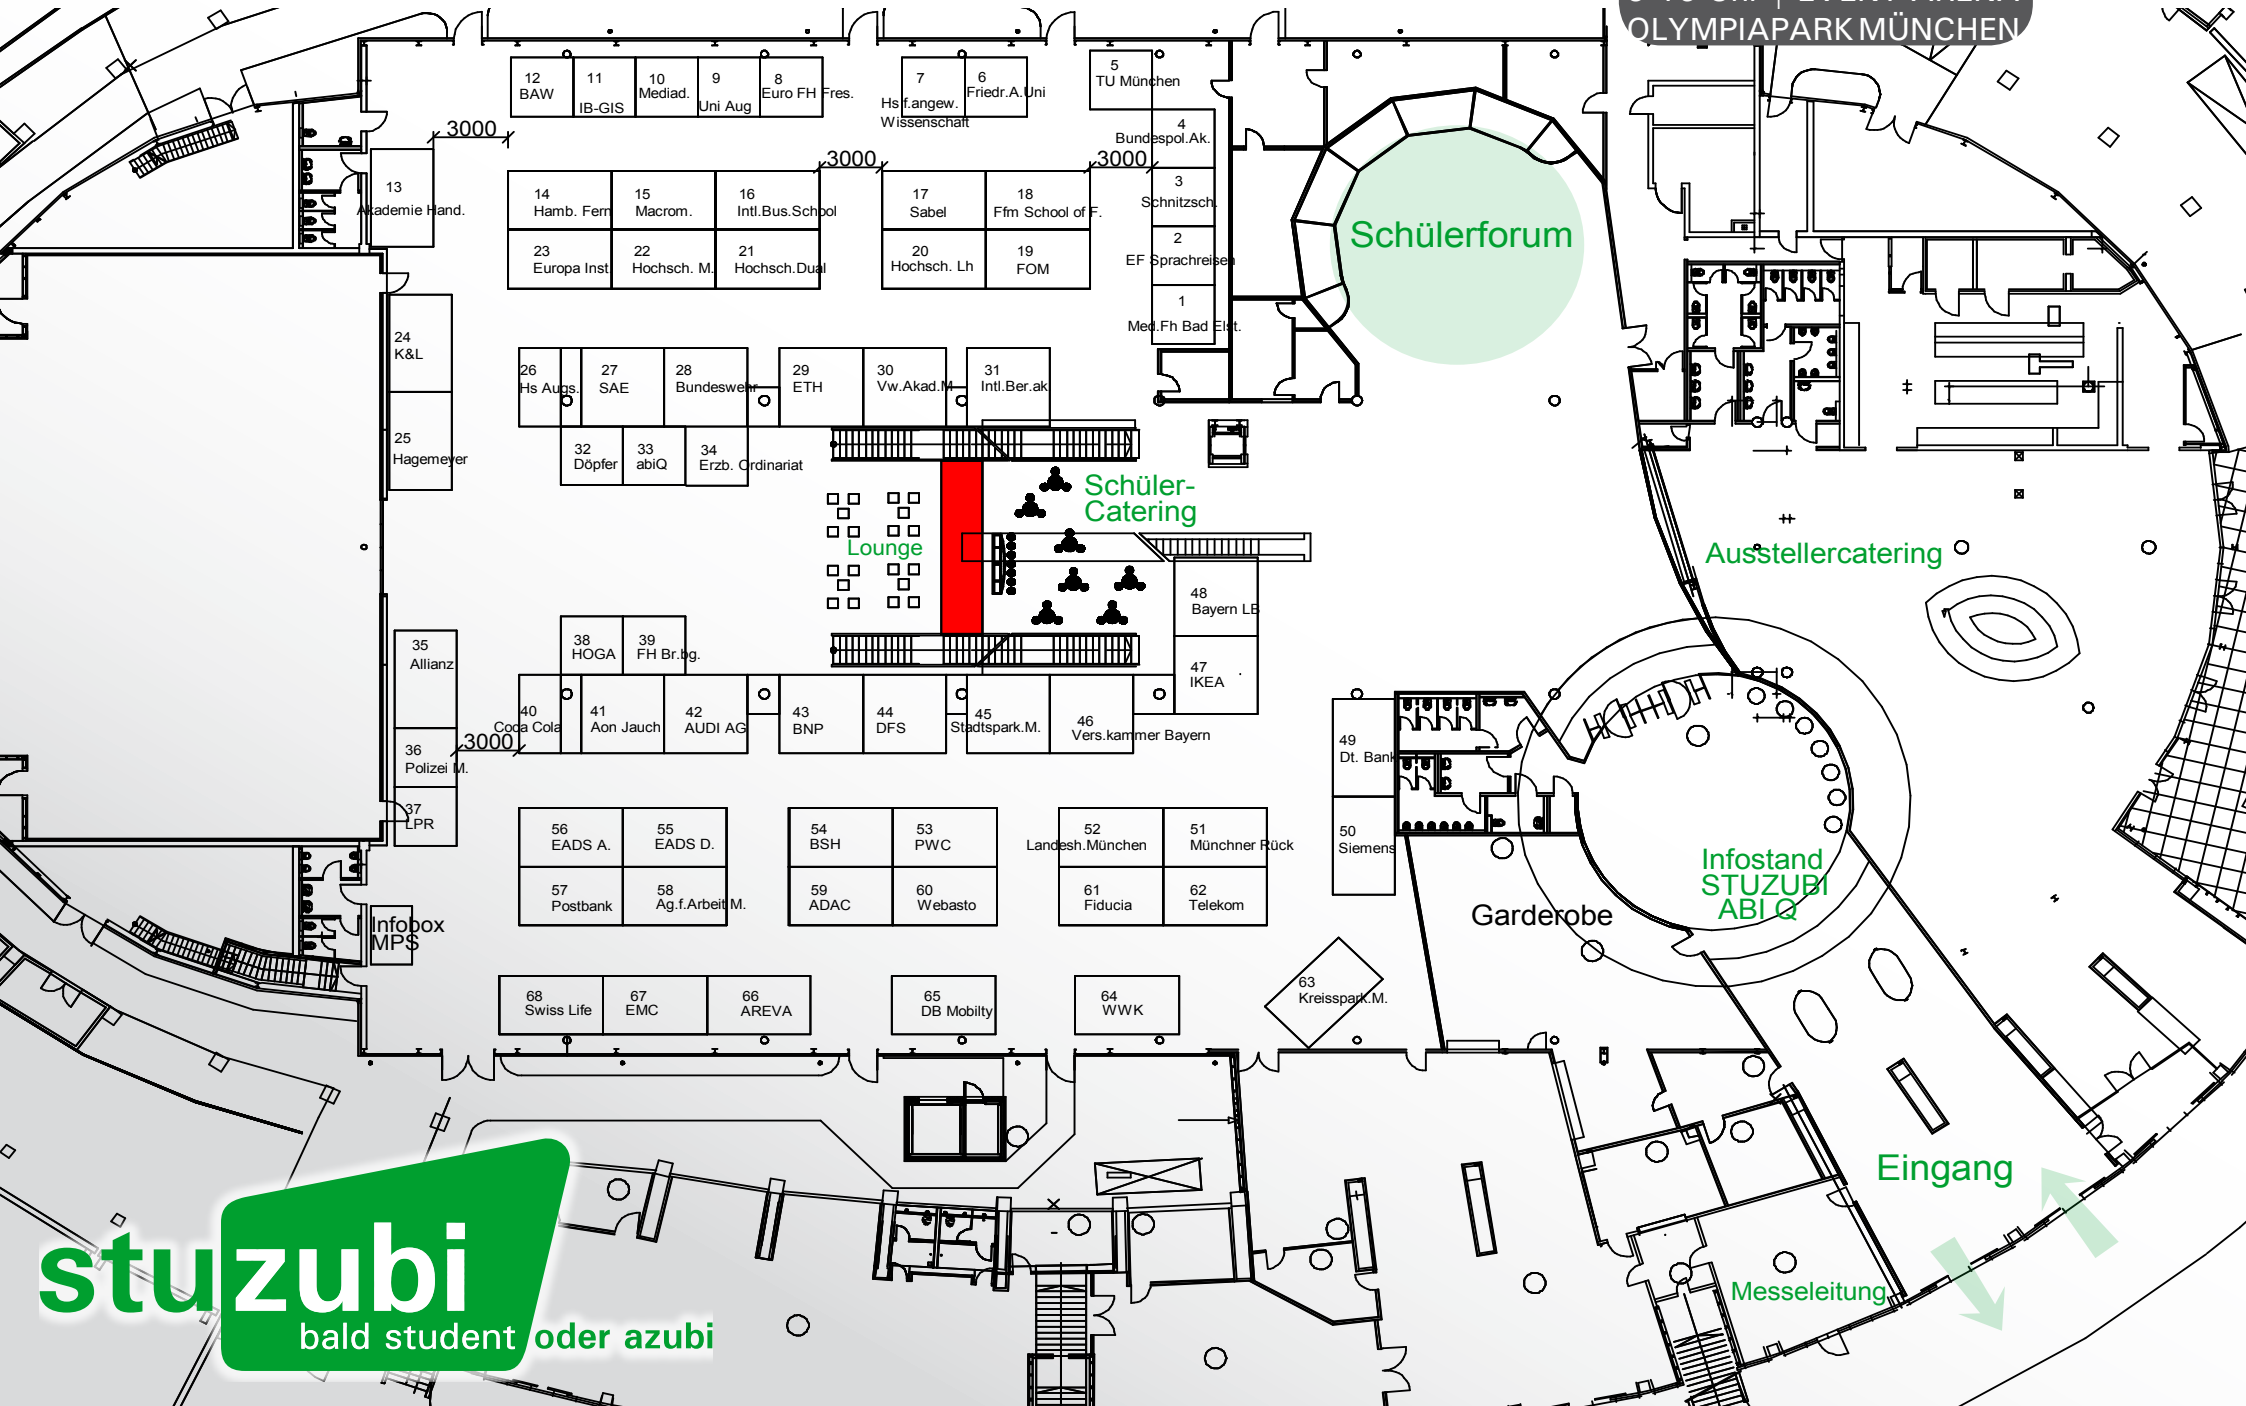 OLYMPIAPARK MÜNCHEN
12
BAW
11
IB-GIS
10
Mediad.
9
Uni Aug
8
Euro FH Fres.
7
Hs f.angew.
Wissenschaft
6
Friedr.A.Uni
5
TU München
4
Bundespol.Ak.
3
Schnitzsch.
2
EF Sprachreisen
1
Med.Fh Bad Elst.
3000
3000
3000
13
Akademie Hand.
14
Hamb. Fern
15
Macrom.
16
Intl.Bus.School
17
Sabel
18
Ffm School of F.
23
Europa Inst.
22
Hochsch. M.
21
Hochsch.Dual
20
Hochsch. Lh
19
FOM
Schülerforum
24
K&L
25
Hagemeyer
26
Hs Augs.
27
SAE
28
Bundeswehr
29
ETH
30
Vw.Akad.M
31
Intl.Ber.ak
32
Döpfer
33
abiQ
34
Erzb. Ordinariat
Schüler-
Catering
Lounge
Ausstellercatering
35
Allianz
36
Polizei M.
37
LPR
3000
38
HOGA
39
FH Br.bg.
48
Bayern LB
47
IKEA
40
Coca Cola
41
Aon Jauch
42
AUDI AG
43
BNP
44
DFS
45
Stadtspark.M.
46
Vers.kammer Bayern
49
Dt. Bank
50
Siemens
56
EADS A.
55
EADS D.
54
BSH
53
PWC
52
Landesh.München
51
Münchner Rück
57
Postbank
58
Ag.f.Arbeit M.
59
ADAC
60
Webasto
61
Fiducia
62
Telekom
Infobox
MPS
Garderobe
Infostand
STUZUBI
ABI Q
68
Swiss Life
67
EMC
66
AREVA
65
DB Mobilty
64
WWK
63
Kreisspark.M.
Eingang
Messeleitung
stuzubi
bald student oder azubi